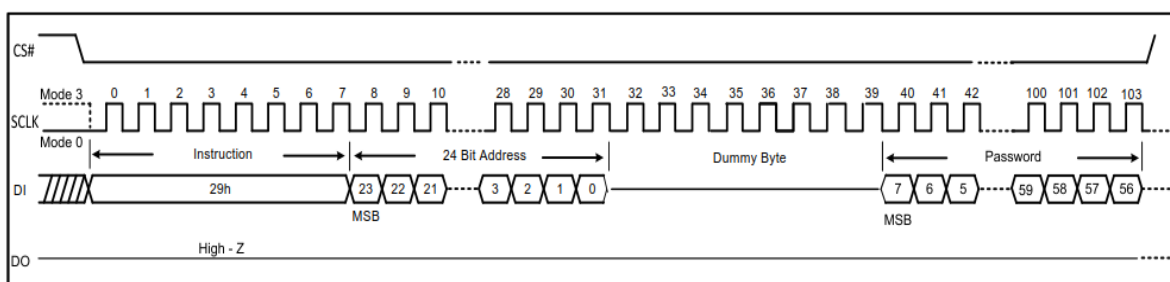 CS#
Mode 3 0 1 2 3 4 5 6 7 8 9 10 28 29 30 31 32 33 34 35 36 37 38 39 40 41 42 100 101 102 103
SCLK
Mode 0
Instruction 24 Bit Address Dummy Byte Password
DI 29h 23 22 21 3 2 1 0 7 6 5 59 58 57 56
MSB MSB
High - Z
DO